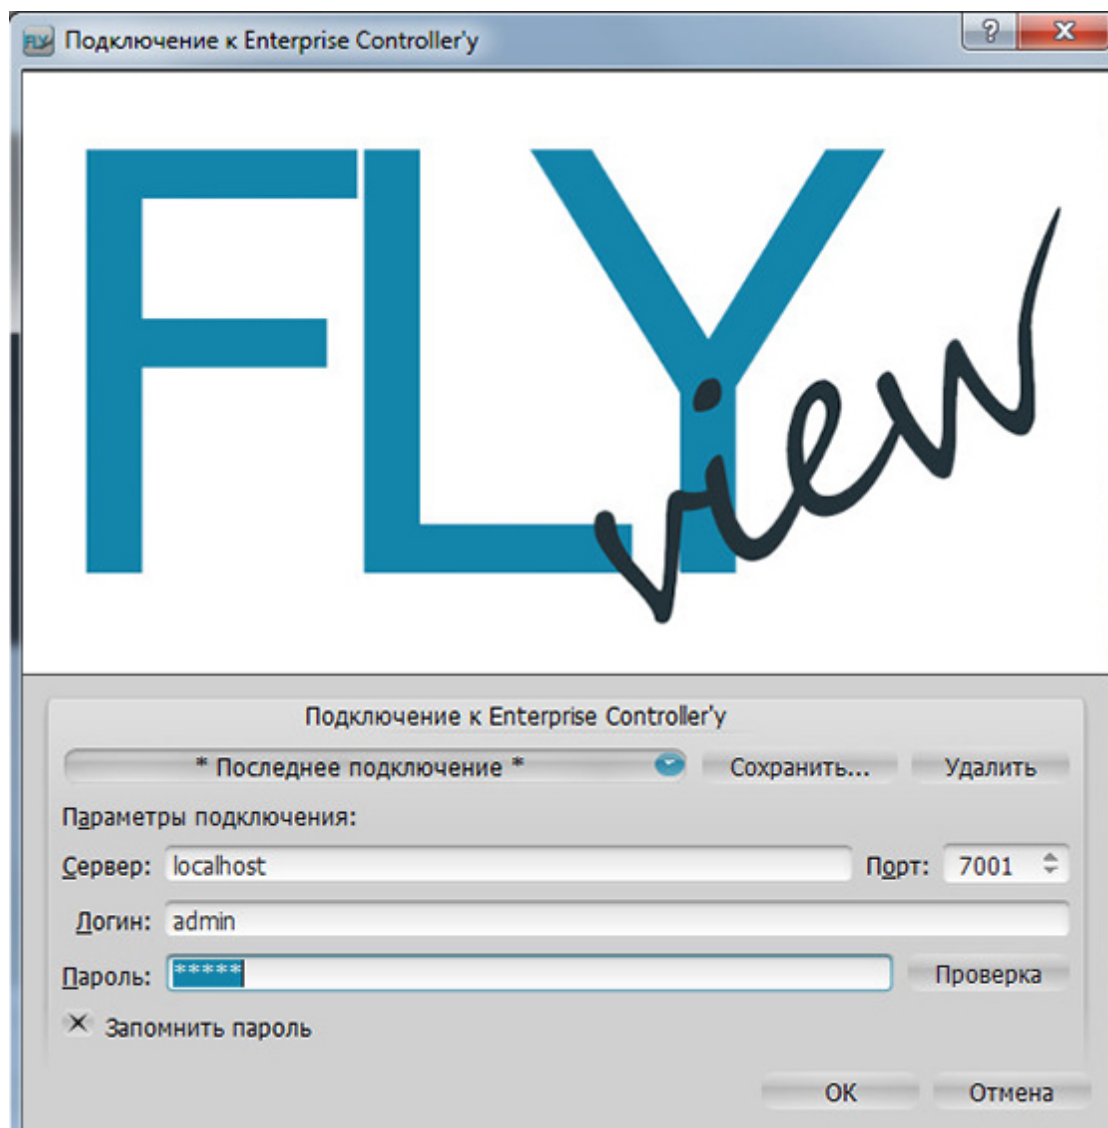 FLY Подключение к Enterprise Controller'у ?
FLY
view
Подключение к Enterprise Controller'у
* Последнее подключение * Сохранить... Удалить
Параметры подключения:
Сервер: localhost Порт: 7001
Логин: admin
Пароль: ***** Проверка
Запомнить пароль
OK Отмена